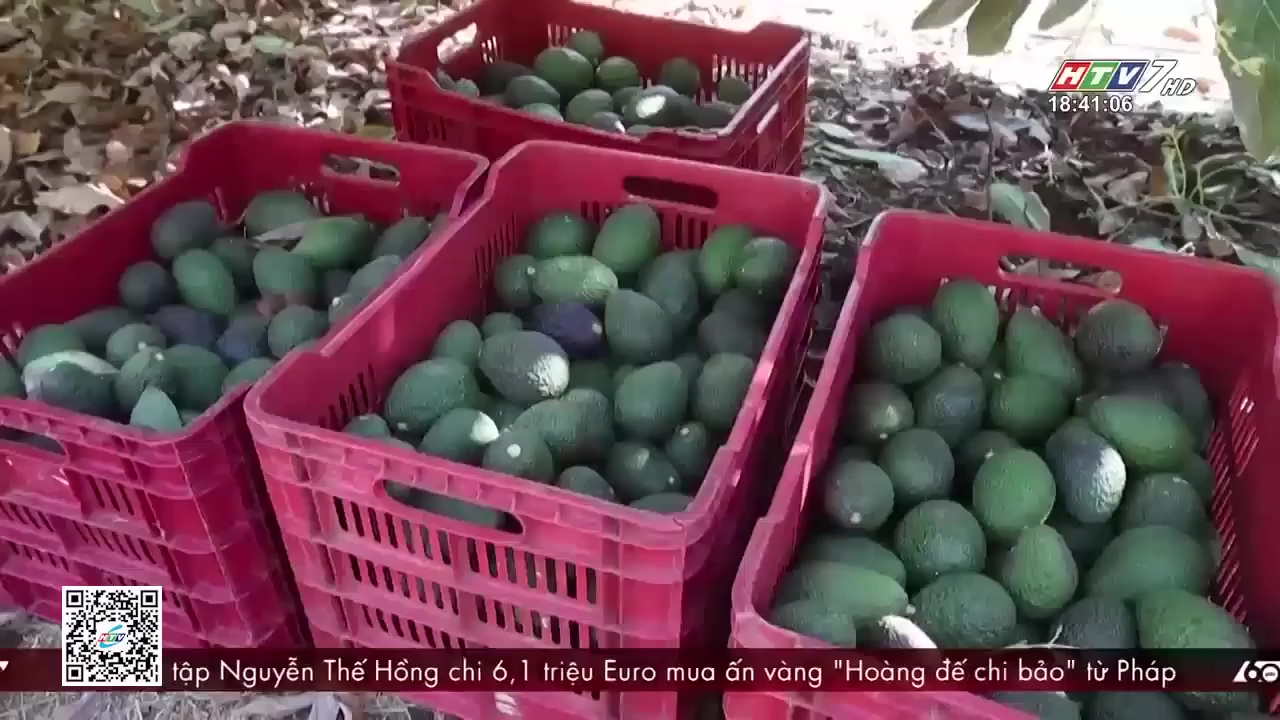 HTV7 HD
18:41:06
HTV
tập Nguyễn Thế Hồng chi 6,1 triệu Euro mua ấn vàng "Hoàng đế chi bảo" từ Pháp